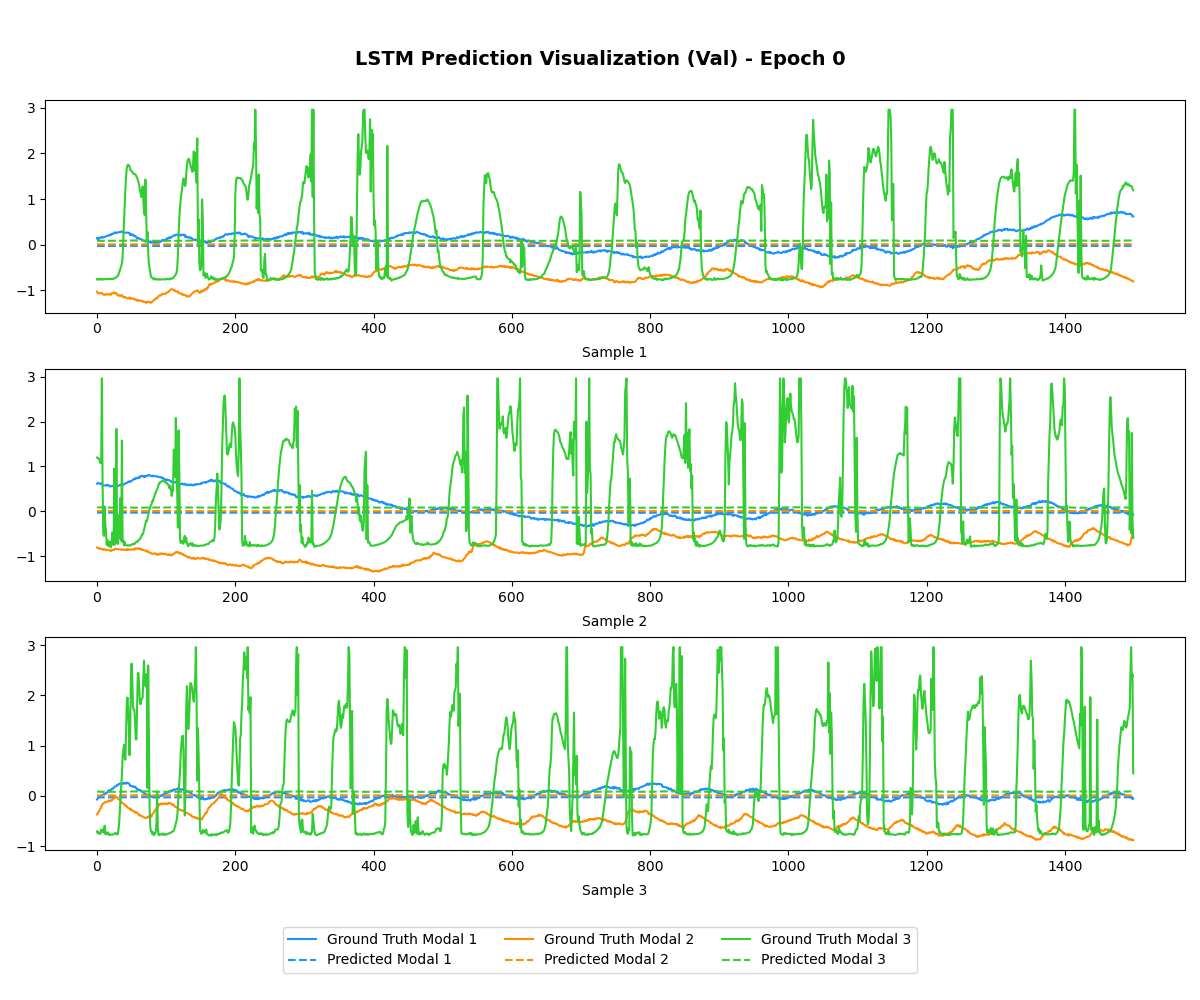 LSTM Prediction Visualization (Val) - Epoch 0
3
2
1
0
−1
0 200 400 600 800 1000 1200 1400
Sample 1
3
2
1
0
−1
0 200 400 600 800 1000 1200 1400
Sample 2
3
2
1
0
−1
0 200 400 600 800 1000 1200 1400
Sample 3
Ground Truth Modal 1 Ground Truth Modal 2 Ground Truth Modal 3
Predicted Modal 1 Predicted Modal 2 Predicted Modal 3